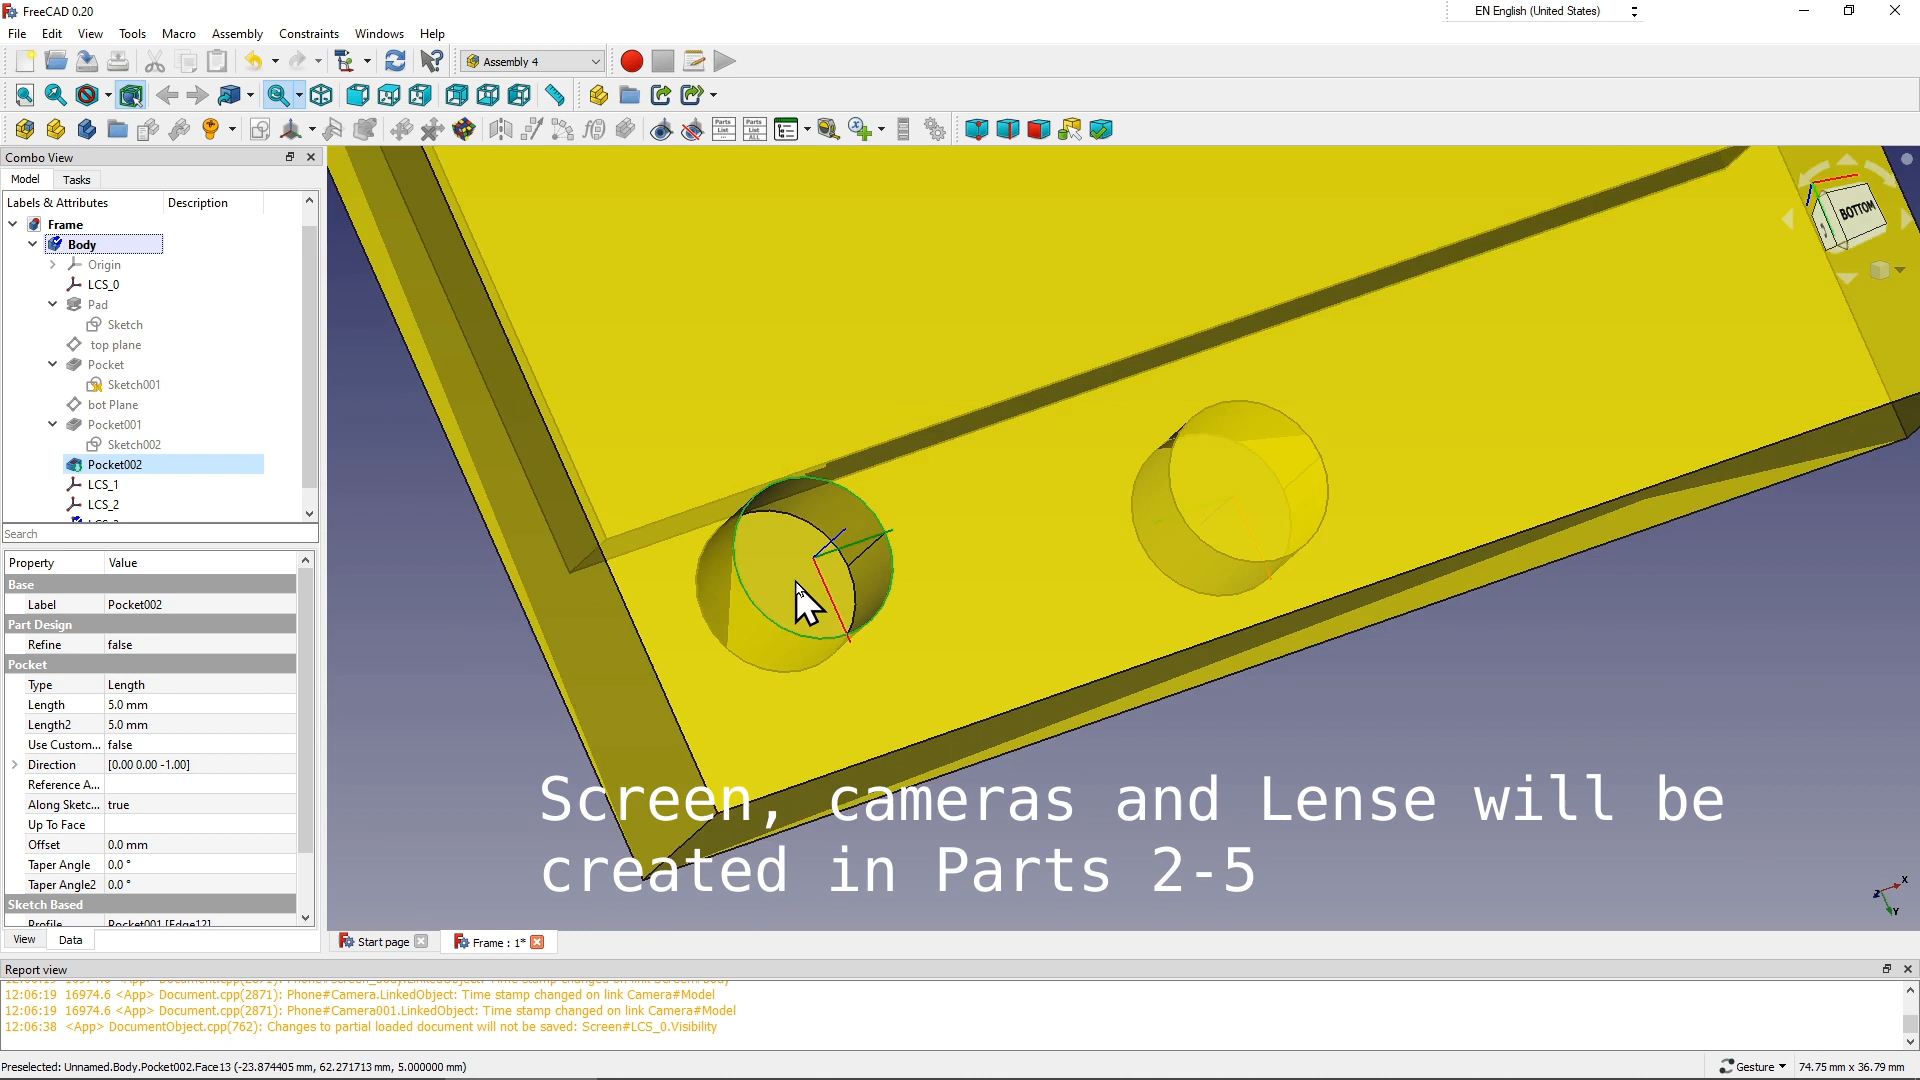 FreeCAD 0.20
EN English (United States)
File Edit View Tools Macro Assembly Constraints Windows Help
Assembly 4
Combo View
Model Tasks
Labels & Attributes Description
Frame
Body
Origin
LCS_0
Pad
Sketch
top plane
Pocket
Sketch001
bot Plane
Pocket001
Sketch002
Pocket002
LCS_1
LCS_2
Search
Property Value
Base
Label Pocket002
Part Design
Refine false
Pocket
Type Length
Length 5.0 mm
Length2 5.0 mm
Use Custom... false
Direction [0.00 0.00 -1.00]
Reference A...
Along Sketc... true
Up To Face
Offset 0.0 mm
Taper Angle 0.0 °
Taper Angle2 0.0 °
Sketch Based
Profile Pocket001 [Edge12]
View Data
BOTTOM
Screen, cameras and Lense will be
created in Parts 2-5
X
Z
Y
Start page Frame : 1*
Report view
12:06:19 16974.6 <App> Document.cpp(2871): Phone#Camera.LinkedObject: Time stamp changed on link Camera#Model
12:06:19 16974.6 <App> Document.cpp(2871): Phone#Camera001.LinkedObject: Time stamp changed on link Camera#Model
12:06:38 <App> DocumentObject.cpp(762): Changes to partial loaded document will not be saved: Screen#LCS_0.Visibility
Preselected: Unnamed.Body.Pocket002.Face13 (-23.874405 mm, 62.271713 mm, 5.000000 mm)
Gesture 74.75 mm x 36.79 mm